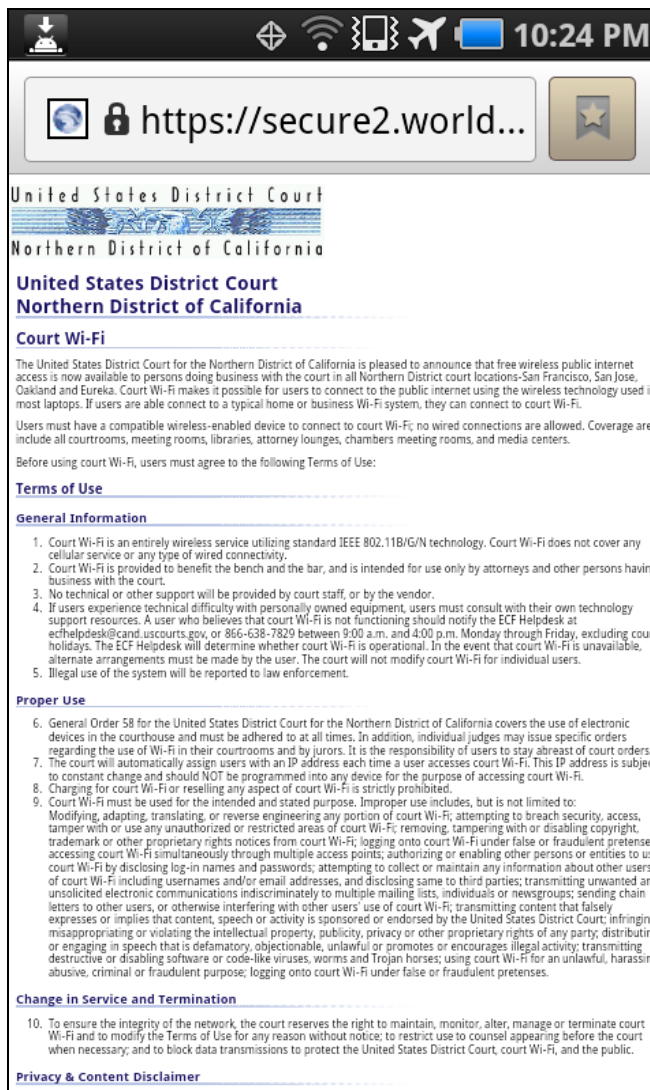 10:24 PM
https://secure2.world...
United States District Court
Northern District of California
United States District Court
Northern District of California
Court Wi-Fi
The United States District Court for the Northern District of California is pleased to announce that free wireless public internet
access is now available to persons doing business with the court in all Northern District court locations-San Francisco, San Jose,
Oakland and Eureka. Court Wi-Fi makes it possible for users to connect to the public internet using the wireless technology used i
most laptops. If users are able connect to a typical home or business Wi-Fi system, they can connect to court Wi-Fi.
Users must have a compatible wireless-enabled device to connect to court Wi-Fi; no wired connections are allowed. Coverage are
include all courtrooms, meeting rooms, libraries, attorney lounges, chambers meeting rooms, and media centers.
Before using court Wi-Fi, users must agree to the following Terms of Use:
Terms of Use
General Information
1. Court Wi-Fi is an entirely wireless service utilizing standard IEEE 802.11B/G/N technology. Court Wi-Fi does not cover any
cellular service or any type of wired connectivity.
2. Court Wi-Fi is provided to benefit the bench and the bar, and is intended for use only by attorneys and other persons havin
business with the court.
3. No technical or other support will be provided by court staff, or by the vendor.
4. If users experience technical difficulty with personally owned equipment, users must consult with their own technology
support resources. A user who believes that court Wi-Fi is not functioning should notify the ECF Helpdesk at
ecfhelpdesk@cand.uscourts.gov, or 866-638-7829 between 9:00 a.m. and 4:00 p.m. Monday through Friday, excluding cou
holidays. The ECF Helpdesk will determine whether court Wi-Fi is operational. In the event that court Wi-Fi is unavailable,
alternate arrangements must be made by the user. The court will not modify court Wi-Fi for individual users.
5. Illegal use of the system will be reported to law enforcement.
Proper Use
6. General Order 58 for the United States District Court for the Northern District of California covers the use of electronic
devices in the courthouse and must be adhered to at all times. In addition, individual judges may issue specific orders
regarding the use of Wi-Fi in their courtrooms and by jurors. It is the responsibility of users to stay abreast of court orders
7. The court will automatically assign users with an IP address each time a user accesses court Wi-Fi. This IP address is subje
to constant change and should NOT be programmed into any device for the purpose of accessing court Wi-Fi.
8. Charging for court Wi-Fi or reselling any aspect of court Wi-Fi is strictly prohibited.
9. Court Wi-Fi must be used for the intended and stated purpose. Improper use includes, but is not limited to:
Modifying, adapting, translating, or reverse engineering any portion of court Wi-Fi; attempting to breach security, access,
tamper with or use any unauthorized or restricted areas of court Wi-Fi; removing, tampering with or disabling copyright,
trademark or other proprietary rights notices from court Wi-Fi; logging onto court Wi-Fi under false or fraudulent pretense
accessing court Wi-Fi simultaneously through multiple access points; authorizing or enabling other persons or entities to us
court Wi-Fi by disclosing log-in names and passwords; attempting to collect or maintain any information about other users
of court Wi-Fi including usernames and/or email addresses, and disclosing same to third parties; transmitting unwanted an
unsolicited electronic communications indiscriminately to multiple mailing lists, individuals or newsgroups; sending chain
letters to other users, or otherwise interfering with other users' use of court Wi-Fi; transmitting content that falsely
expresses or implies that content, speech or activity is sponsored or endorsed by the United States District Court; infringin
misappropriating or violating the intellectual property, publicity, privacy or other proprietary rights of any party; distributin
or engaging in speech that is defamatory, objectionable, unlawful or promotes or encourages illegal activity; transmitting
destructive or disabling software or code-like viruses, worms and Trojan horses; using court Wi-Fi for an unlawful, harassin
abusive, criminal or fraudulent purpose; logging onto court Wi-Fi under false or fraudulent pretenses.
Change in Service and Termination
10. To ensure the integrity of the network, the court reserves the right to maintain, monitor, alter, manage or terminate court
Wi-Fi and to modify the Terms of Use for any reason without notice; to restrict use to counsel appearing before the court
when necessary; and to block data transmissions to protect the United States District Court, court Wi-Fi, and the public.
Privacy & Content Disclaimer